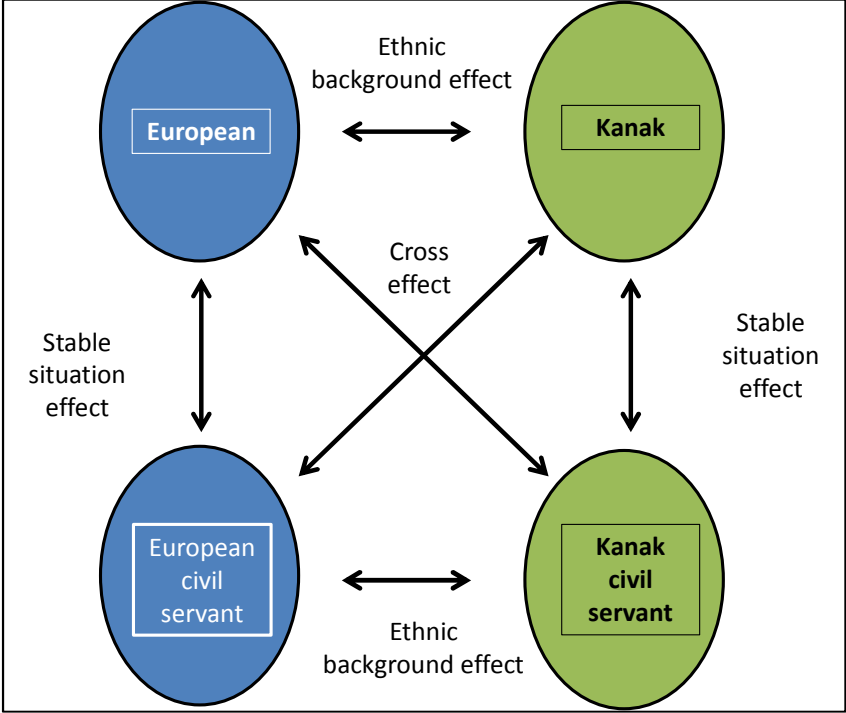 Ethnic
background effect
European
Kanak
Cross
effect
Stable
situation
effect
Stable
situation
effect
European
civil
servant
Kanak
civil
servant
Ethnic
background effect